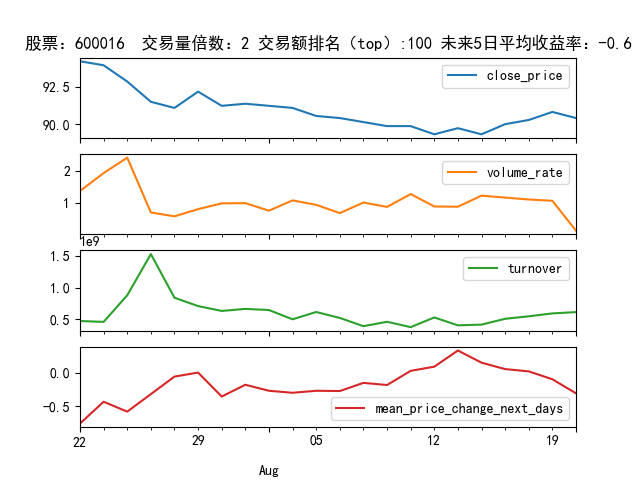 股票：600016 交易量倍数：2 交易额排名（top）:100 未来5日平均收益率：-0.6
92.5
90.0
close_price
2
1
volume_rate
1e9
1.5
1.0
0.5
turnover
0.0
-0.5
mean_price_change_next_days
22 29 05 12 19
Aug